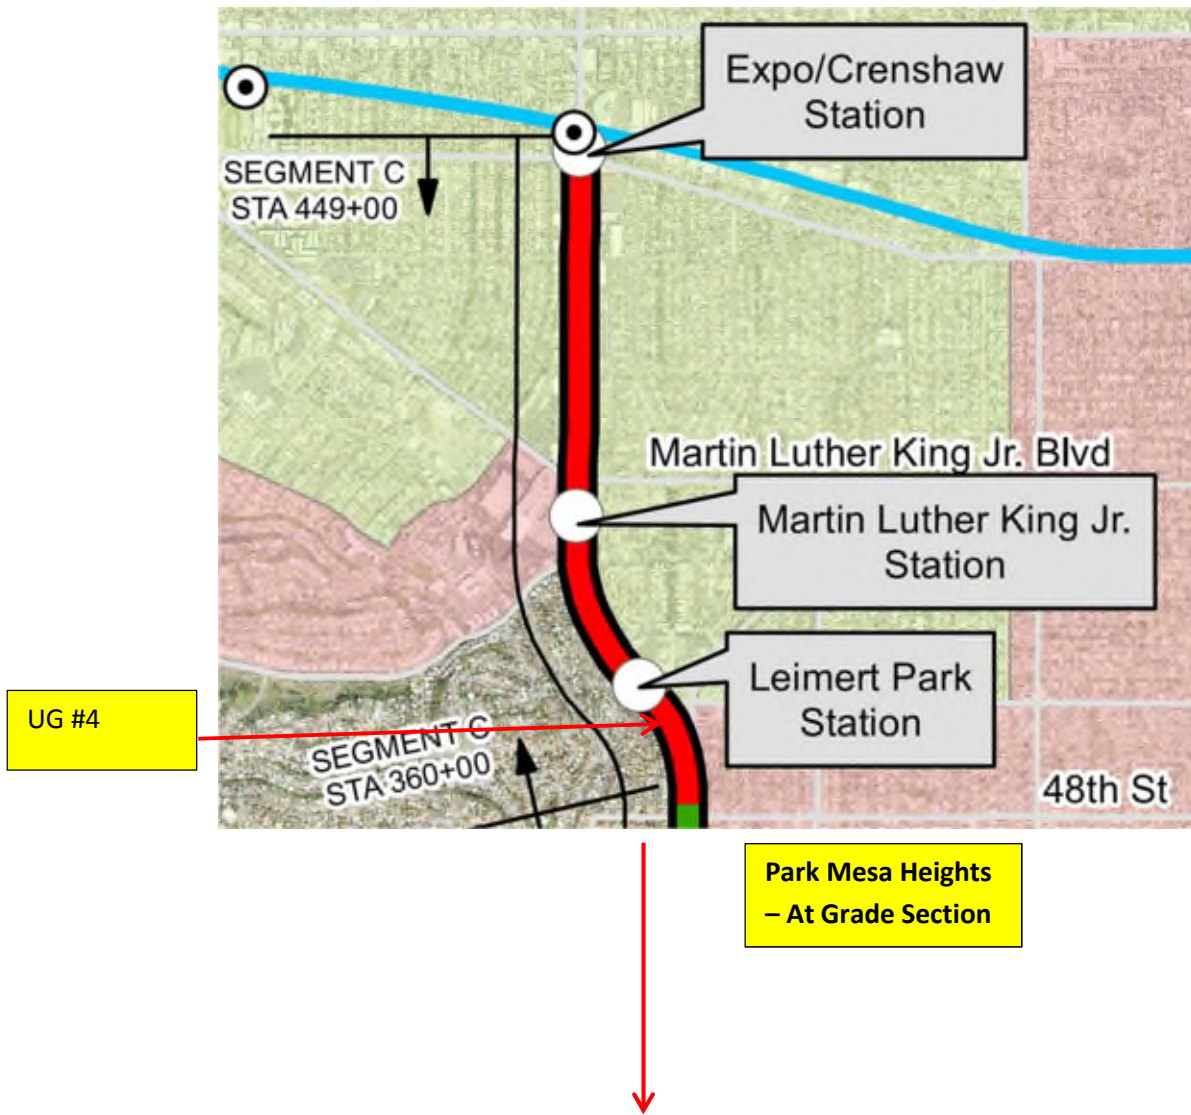 Expo/Crenshaw
Station
SEGMENT C
STA 449+00
Martin Luther King Jr. Blvd
Martin Luther King Jr.
Station
Leimert Park
Station
UG #4
SEGMENT C
STA 360+00
48th St
Park Mesa Heights
– At Grade Section